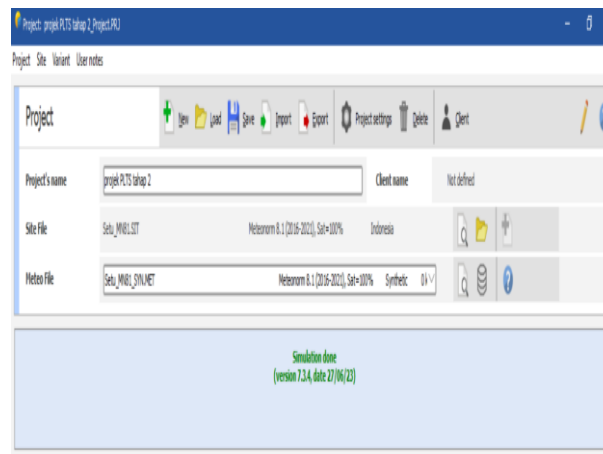 Project: projek PLTS tahap 2_Project.PRJ
Project Site Variant User notes
Project New Load Save Import Export Project settings Delete Client
Project's name projek PLTS tahap 2 Client name Not defined
Site File Setu_MN81.SIT Meteonorm 8.1 (2016-2021), Sat=100% Indonesia
Meteo File Setu_MN81_SYN.MET Meteonorm 8.1 (2016-2021), Sat=100% Synthetic 0 k
Simulation done
(version 7.3.4, date 27/06/23)